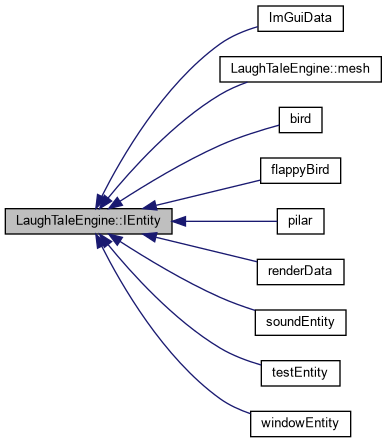 ImGuiData
LaughTaleEngine::mesh
bird
flappyBird
LaughTaleEngine::IEntity
pilar
renderData
soundEntity
testEntity
windowEntity